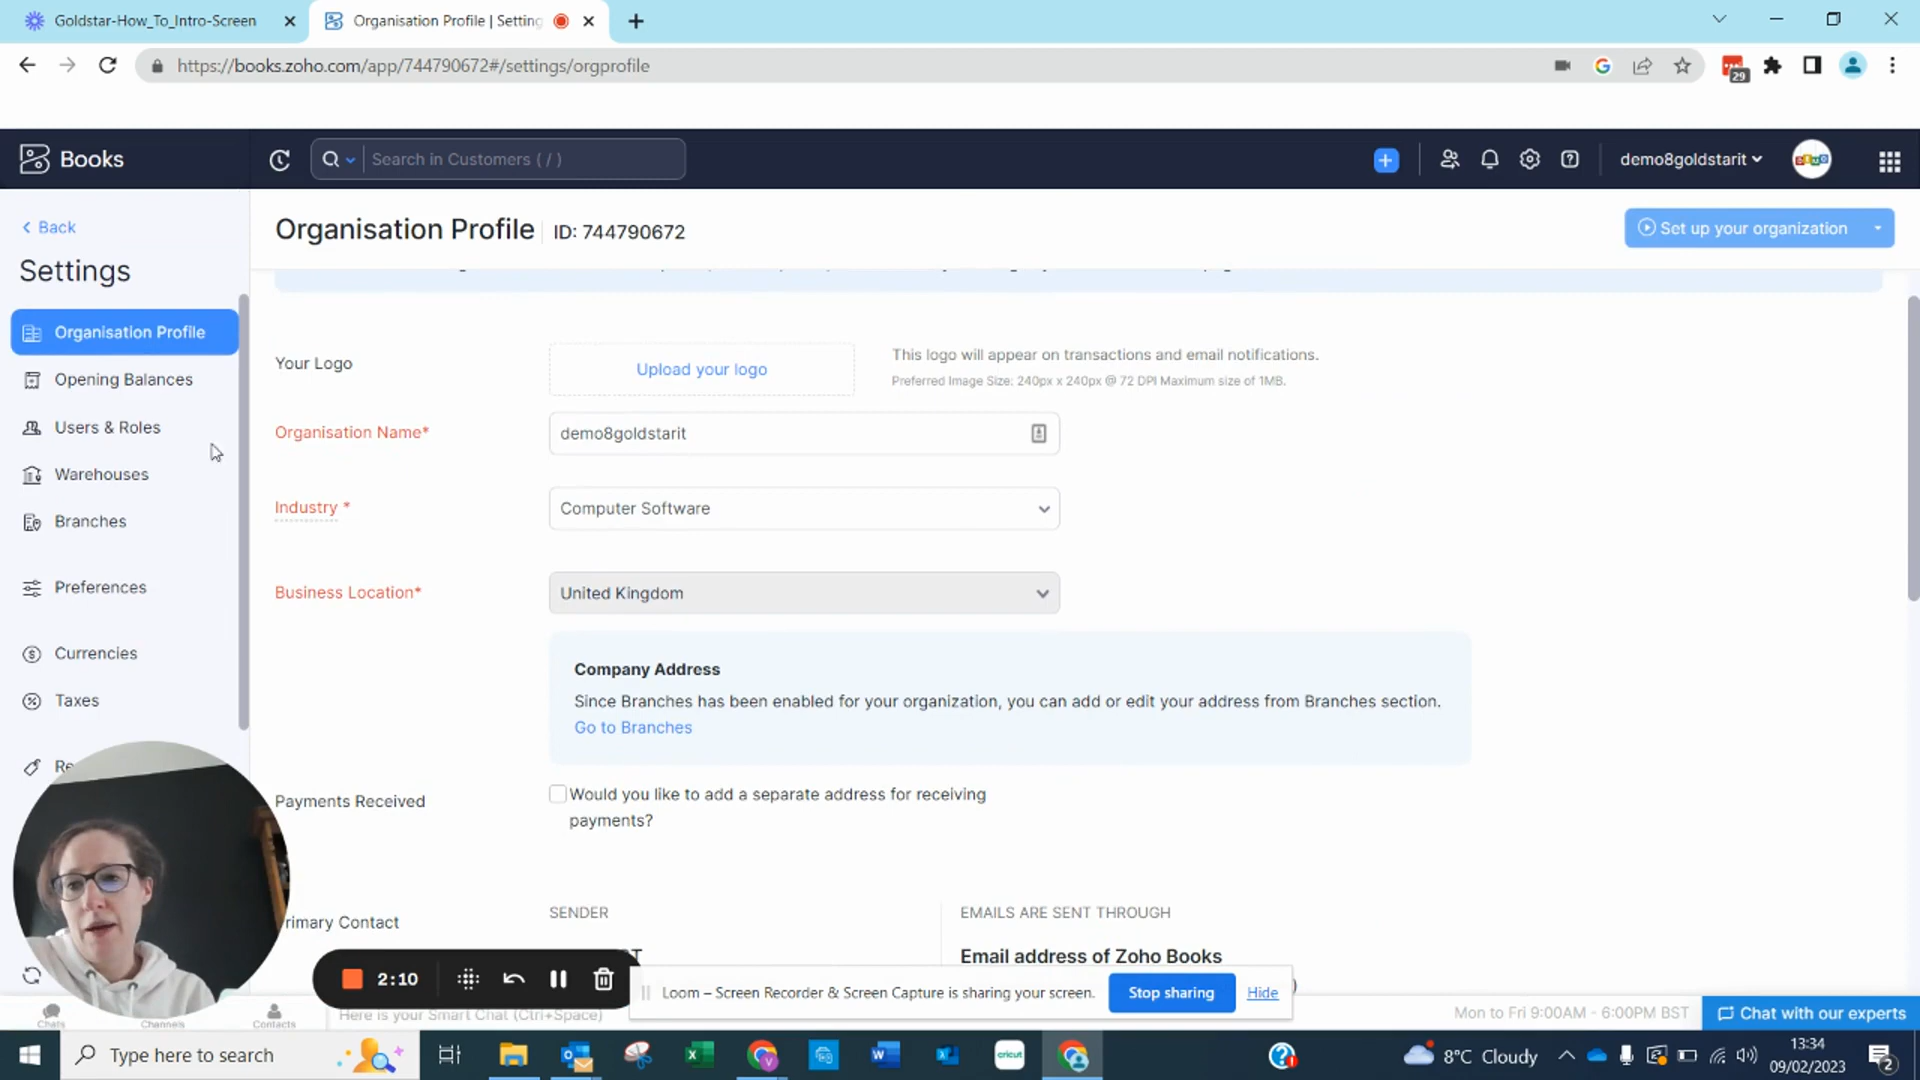 Goldstar-How_To_Intro-Screen
Organisation Profile | Setting
https://books.zoho.com/app/744790672#/settings/orgprofile
29
Books
Search in Customers ( / )
demo8goldstarit
Back
Settings
Organisation Profile
Opening Balances
Users & Roles
Warehouses
Branches
Preferences
Currencies
Taxes
Organisation Profile
ID: 744790672
Set up your organization
Your Logo
Upload your logo
This logo will appear on transactions and email notifications.
Preferred Image Size: 240px x 240px @ 72 DPI Maximum size of 1MB.
Organisation Name*
demo8goldstarit
Industry *
Computer Software
Business Location*
United Kingdom
Company Address
Since Branches has been enabled for your organization, you can add or edit your address from Branches section.
Go to Branches
Payments Received
Would you like to add a separate address for receiving
payments?
Primary Contact
SENDER
EMAILS ARE SENT THROUGH
Email address of Zoho Books
2:10
Loom – Screen Recorder & Screen Capture is sharing your screen.
Stop sharing
Hide
Chats
Channels
Contacts
Here is your Smart Chat (Ctrl+Space)
Mon to Fri 9:00AM - 6:00PM BST
Chat with our experts
Type here to search
cricut
8°C Cloudy
13:34
09/02/2023
2